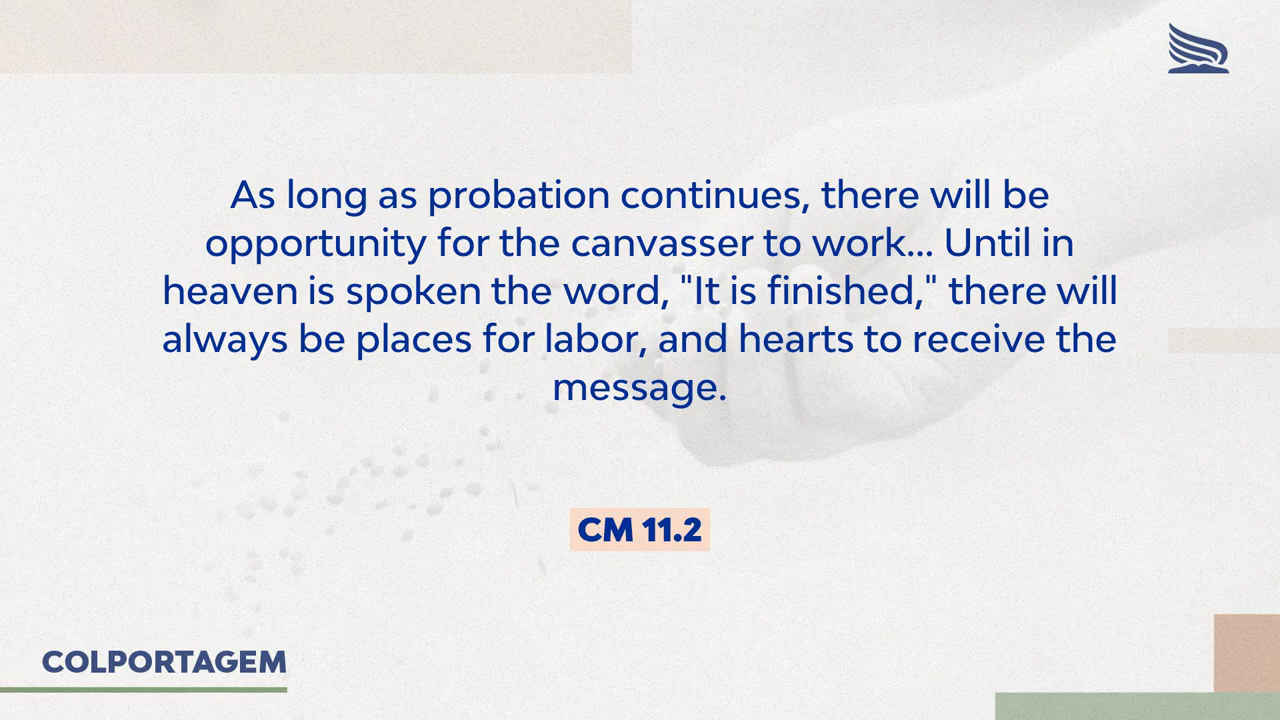 As long as probation continues, there will be
opportunity for the canvasser to work... Until in
heaven is spoken the word, "It is finished," there will
always be places for labor, and hearts to receive the
message.
CM 11.2
COLPORTAGEM